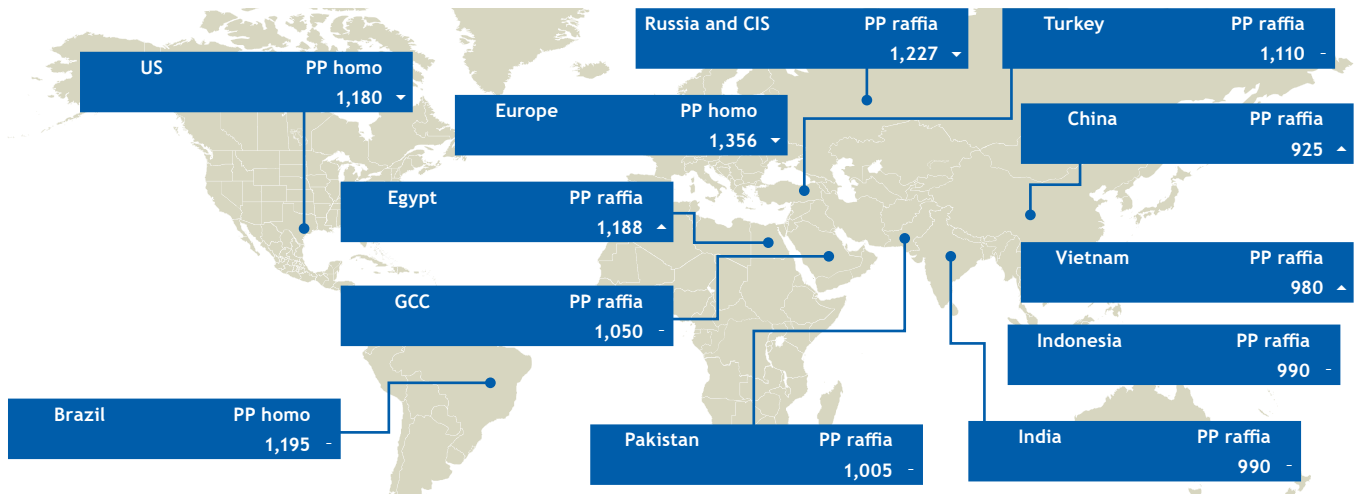 Russia and CIS PP raffia
1,227 ▼
Turkey PP raffia
1,110 –
US PP homo
1,180 ▼
Europe PP homo
1,356 ▼
China PP raffia
925 ▲
Egypt PP raffia
1,188 ▲
Vietnam PP raffia
980 ▲
GCC PP raffia
1,050 –
Indonesia PP raffia
990 –
Brazil PP homo
1,195 –
Pakistan PP raffia
1,005 –
India PP raffia
990 –